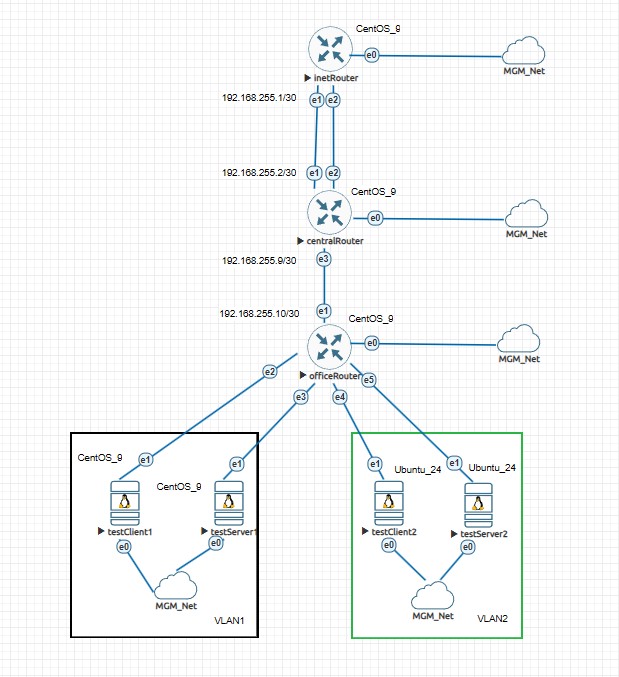 CentOS_9
e0
MGM_Net
inetRouter
192.168.255.1/30
e1
e2
192.168.255.2/30
e1
e2
CentOS_9
e0
MGM_Net
centralRouter
192.168.255.9/30
e3
192.168.255.10/30
e1
CentOS_9
e0
MGM_Net
officeRouter
e2
e3
e4
e5
CentOS_9
e1
CentOS_9
e1
testClient1
testServer1
e0
e0
MGM_Net
VLAN1
e1
Ubuntu_24
e1
Ubuntu_24
testClient2
testServer2
e0
e0
MGM_Net
VLAN2